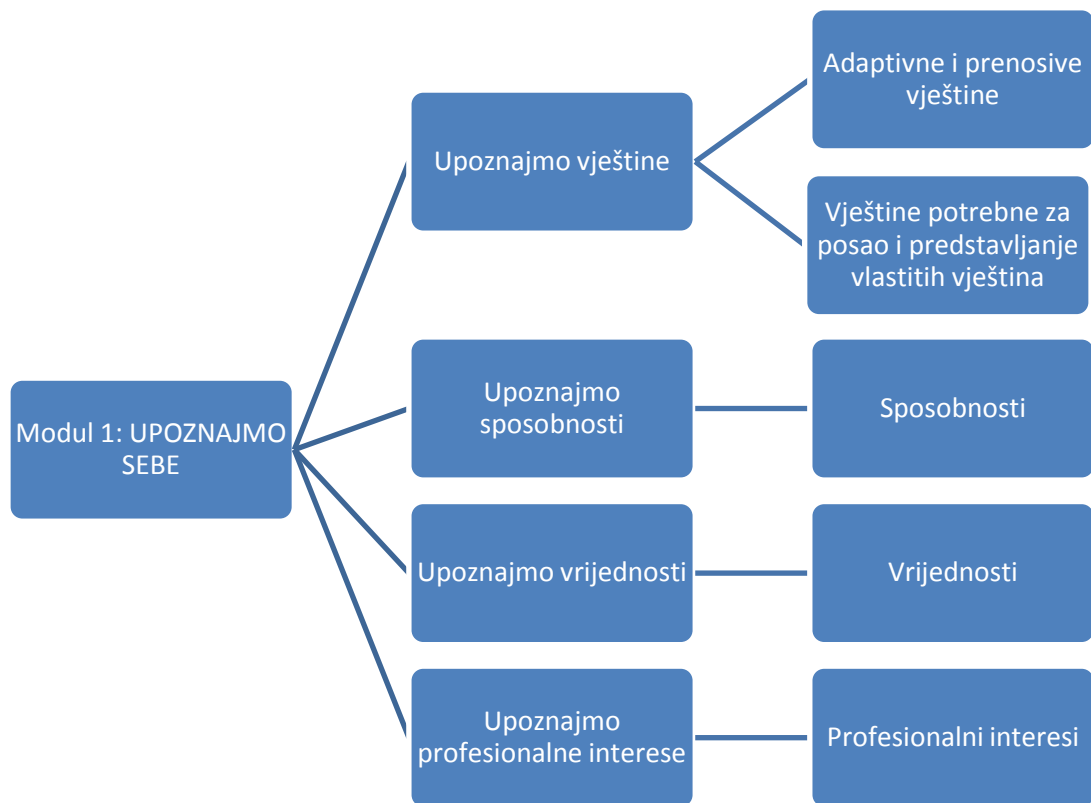 Adaptivne i prenosive
vještine
Upoznajmo vještine
Vještine potrebne za
posao i predstavljanje
vlastitih vještina
Upoznajmo
sposobnosti
Sposobnosti
Modul 1: UPOZNAJMO
SEBE
Upoznajmo vrijednosti
Vrijednosti
Upoznajmo
profesionalne interese
Profesionalni interesi